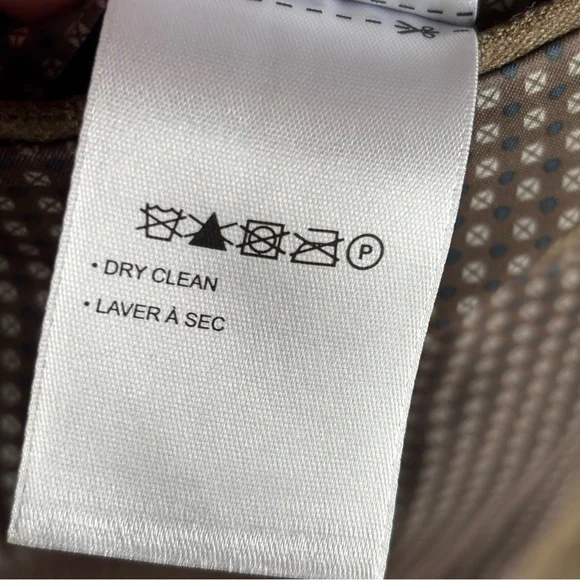 P
• DRY CLEAN
• LAVER À SEC